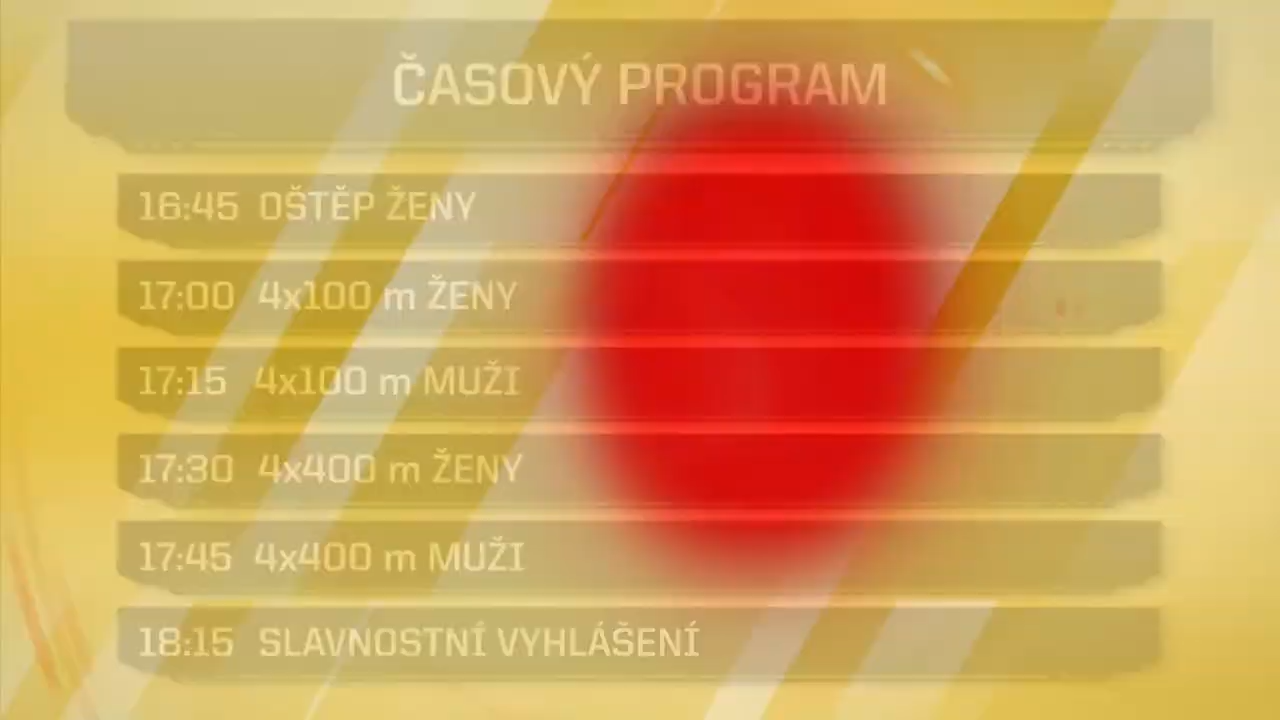 ČASOVÝ PROGRAM
16:45 OŠTĚP ŽENY
17:00 4x100 m ŽENY
17:15 4x100 m MUŽI
17:30 4x400 m ŽENY
17:45 4x400 m MUŽI
18:15 SLAVNOSTNÍ VYHLÁŠENÍ